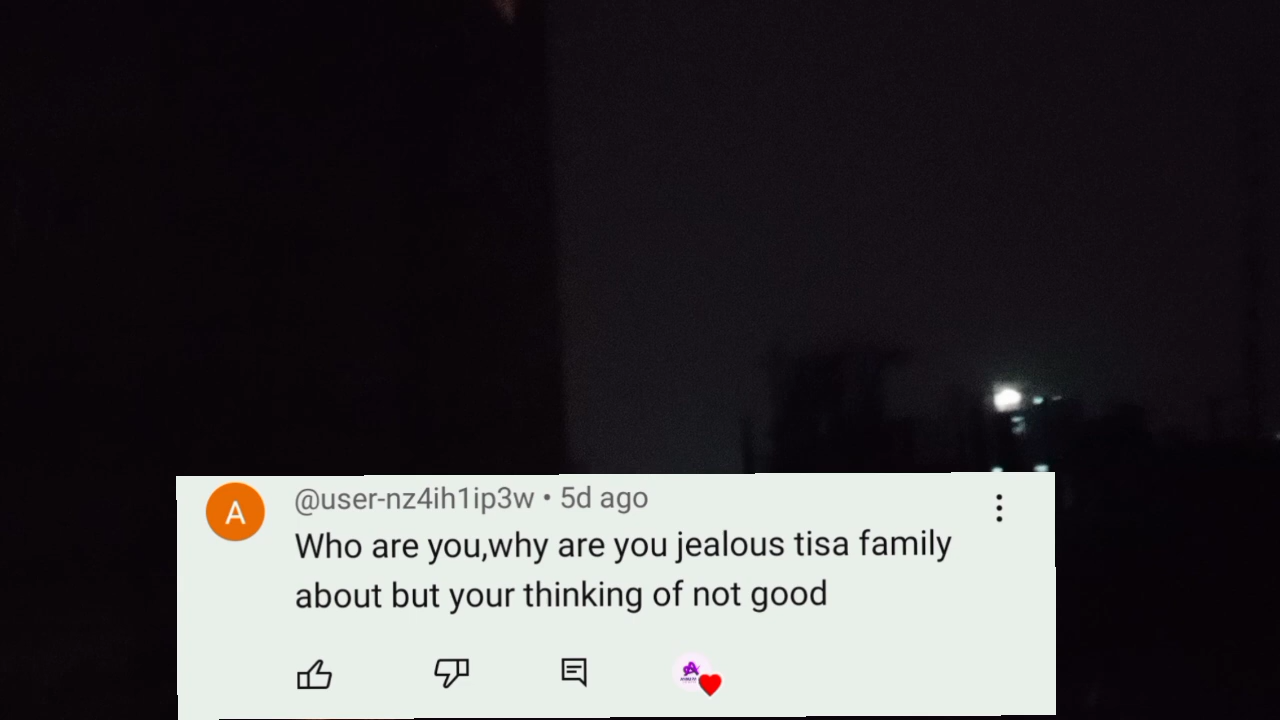 A
@user-nz4ih1ip3w • 5d ago
Who are you,why are you jealous tisa family
about but your thinking of not good